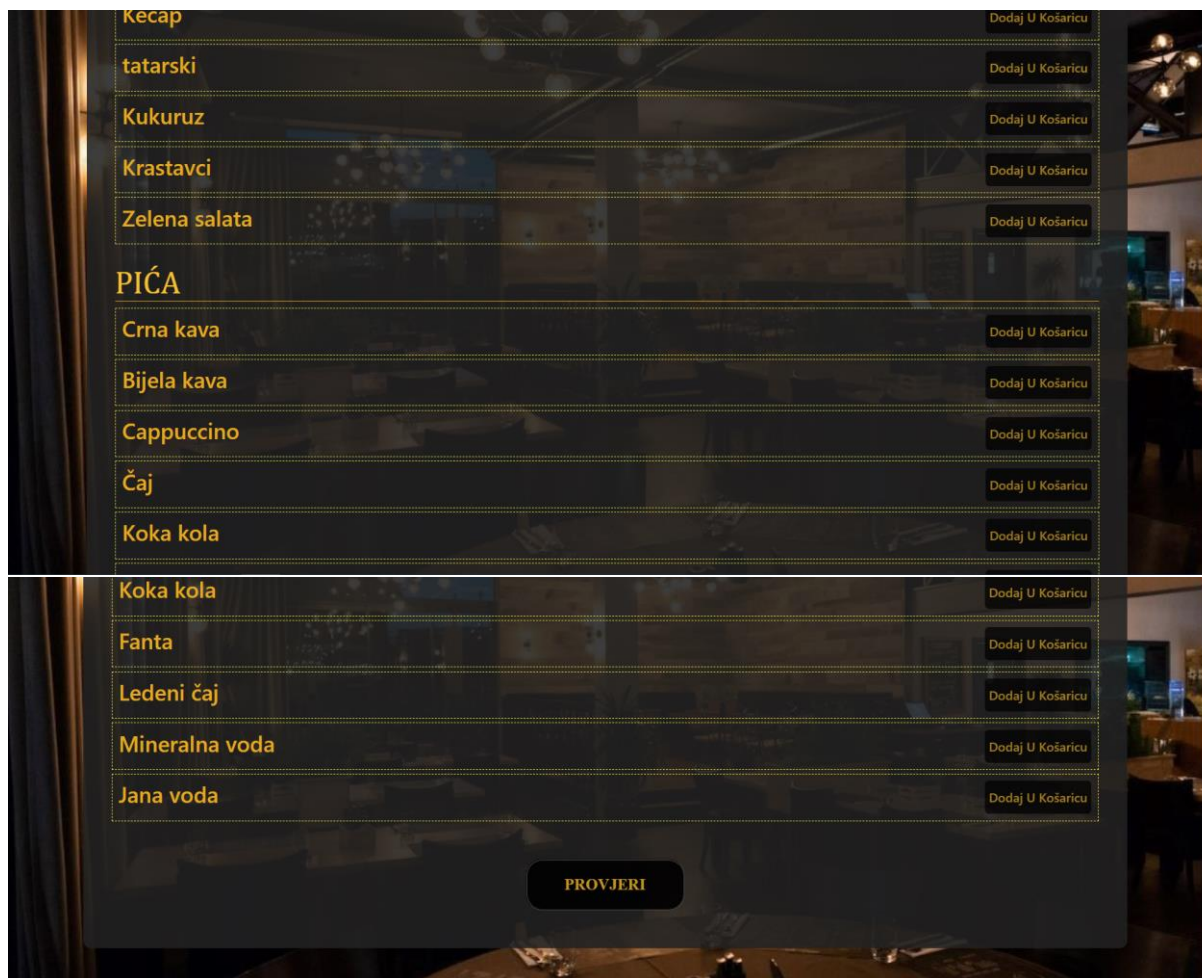 Kečap Dodaj U Košaricu
tatarski Dodaj U Košaricu
Kukuruz Dodaj U Košaricu
Krastavci Dodaj U Košaricu
Zelena salata Dodaj U Košaricu
PIĆA
Crna kava Dodaj U Košaricu
Bijela kava Dodaj U Košaricu
Cappuccino Dodaj U Košaricu
Čaj Dodaj U Košaricu
Koka kola Dodaj U Košaricu
Koka kola Dodaj U Košaricu
Fanta Dodaj U Košaricu
Ledeni čaj Dodaj U Košaricu
Mineralna voda Dodaj U Košaricu
Jana voda Dodaj U Košaricu
PROVJERI